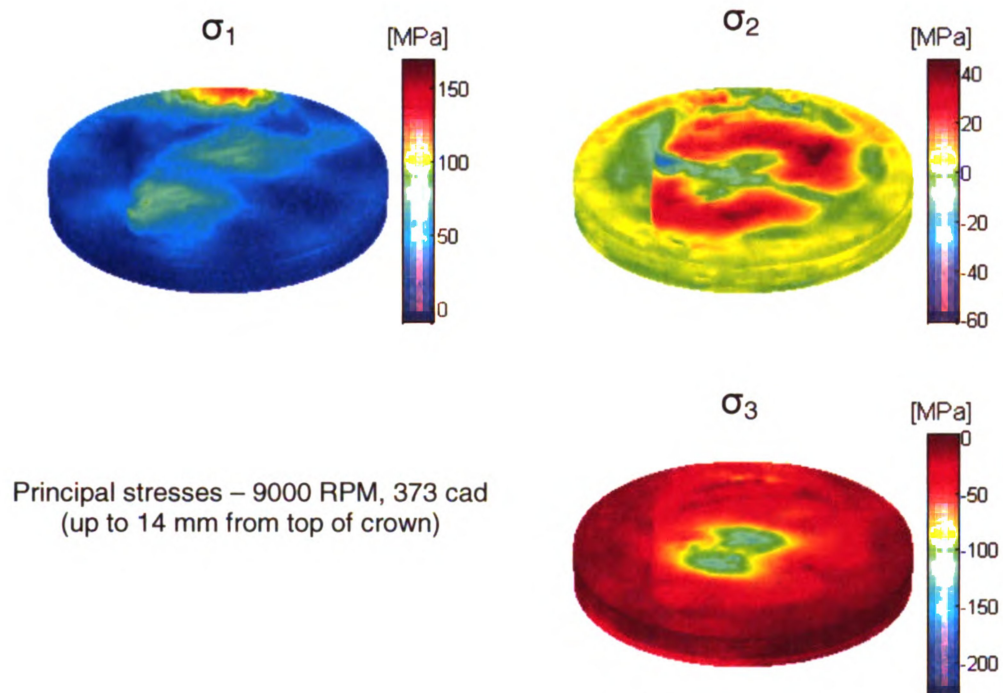 σ1
[MPa]
150
100
50
0
σ2
[MPa]
40
20
0
-20
-40
-60
σ3
[MPa]
0
-50
-100
-150
-200
Principal stresses – 9000 RPM, 373 cad
(up to 14 mm from top of crown)